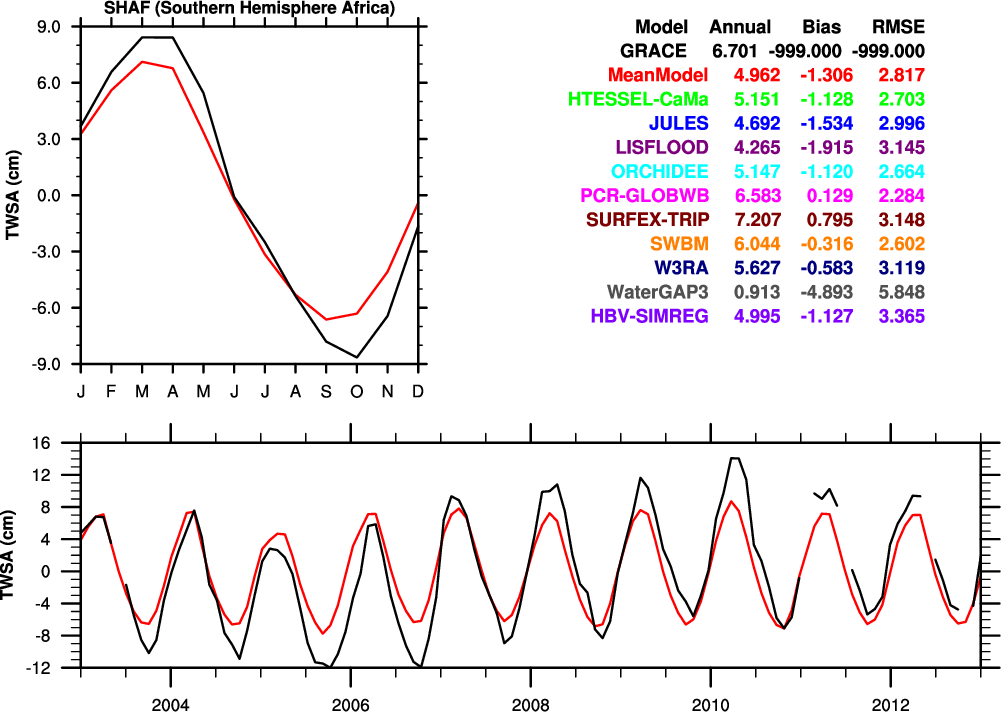 SHAF (Southern Hemisphere Africa)
9.0
6.0
3.0
0.0
-3.0
-6.0
-9.0
TWSA (cm)
J F M A M J J A S O N D
Model Annual Bias RMSE
GRACE 6.701 -999.000 -999.000
MeanModel 4.962 -1.306 2.817
HTESSEL-CaMa 5.151 -1.128 2.703
JULES 4.692 -1.534 2.996
LISFLOOD 4.265 -1.915 3.145
ORCHIDEE 5.147 -1.120 2.664
PCR-GLOBWB 6.583 0.129 2.284
SURFEX-TRIP 7.207 0.795 3.148
SWBM 6.044 -0.316 2.602
W3RA 5.627 -0.583 3.119
WaterGAP3 0.913 -4.893 5.848
HBV-SIMREG 4.995 -1.127 3.365
16
12
8
4
0
-4
-8
-12
TWSA (cm)
2004 2006 2008 2010 2012